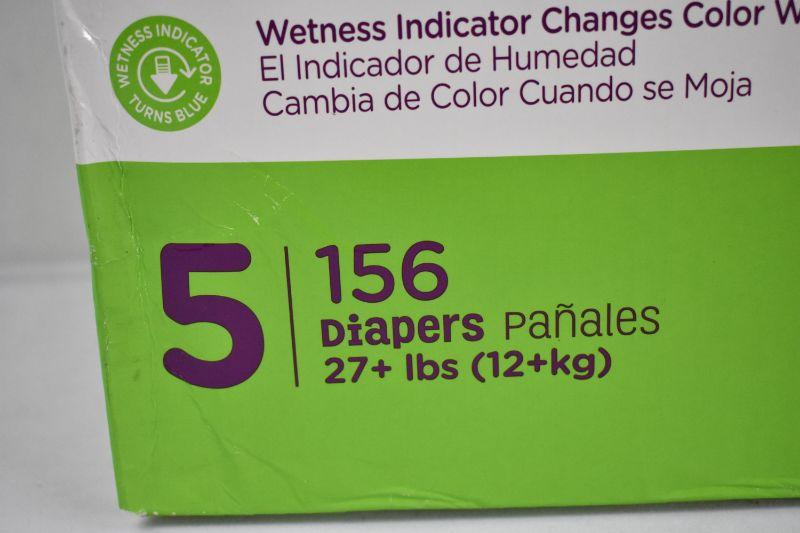 WETNESS INDICATOR
TURNS BLUE
Wetness Indicator Changes Color
El Indicador de Humedad
Cambia de Color Cuando se Moja
5
156
Diapers Pañales
27+ lbs (12+kg)